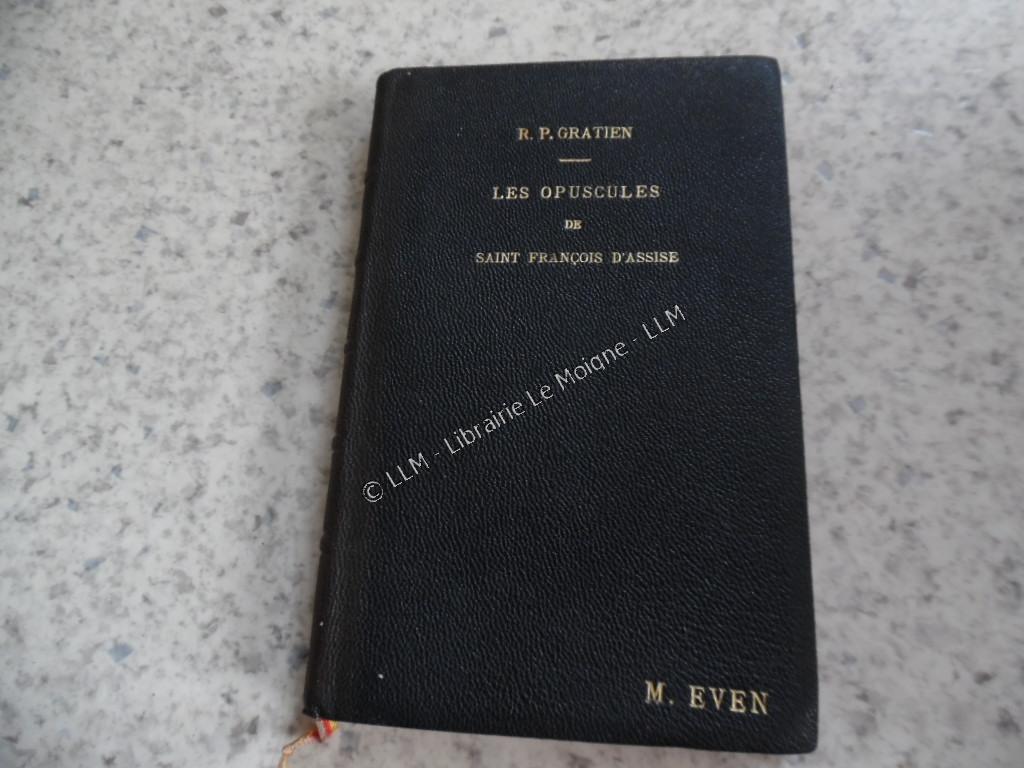 R. P. GRATIEN
LES OPUSCULES
DE
SAINT FRANÇOIS D'ASSISE
© LLM - Librairie Le Moigne - LLM
M. EVEN